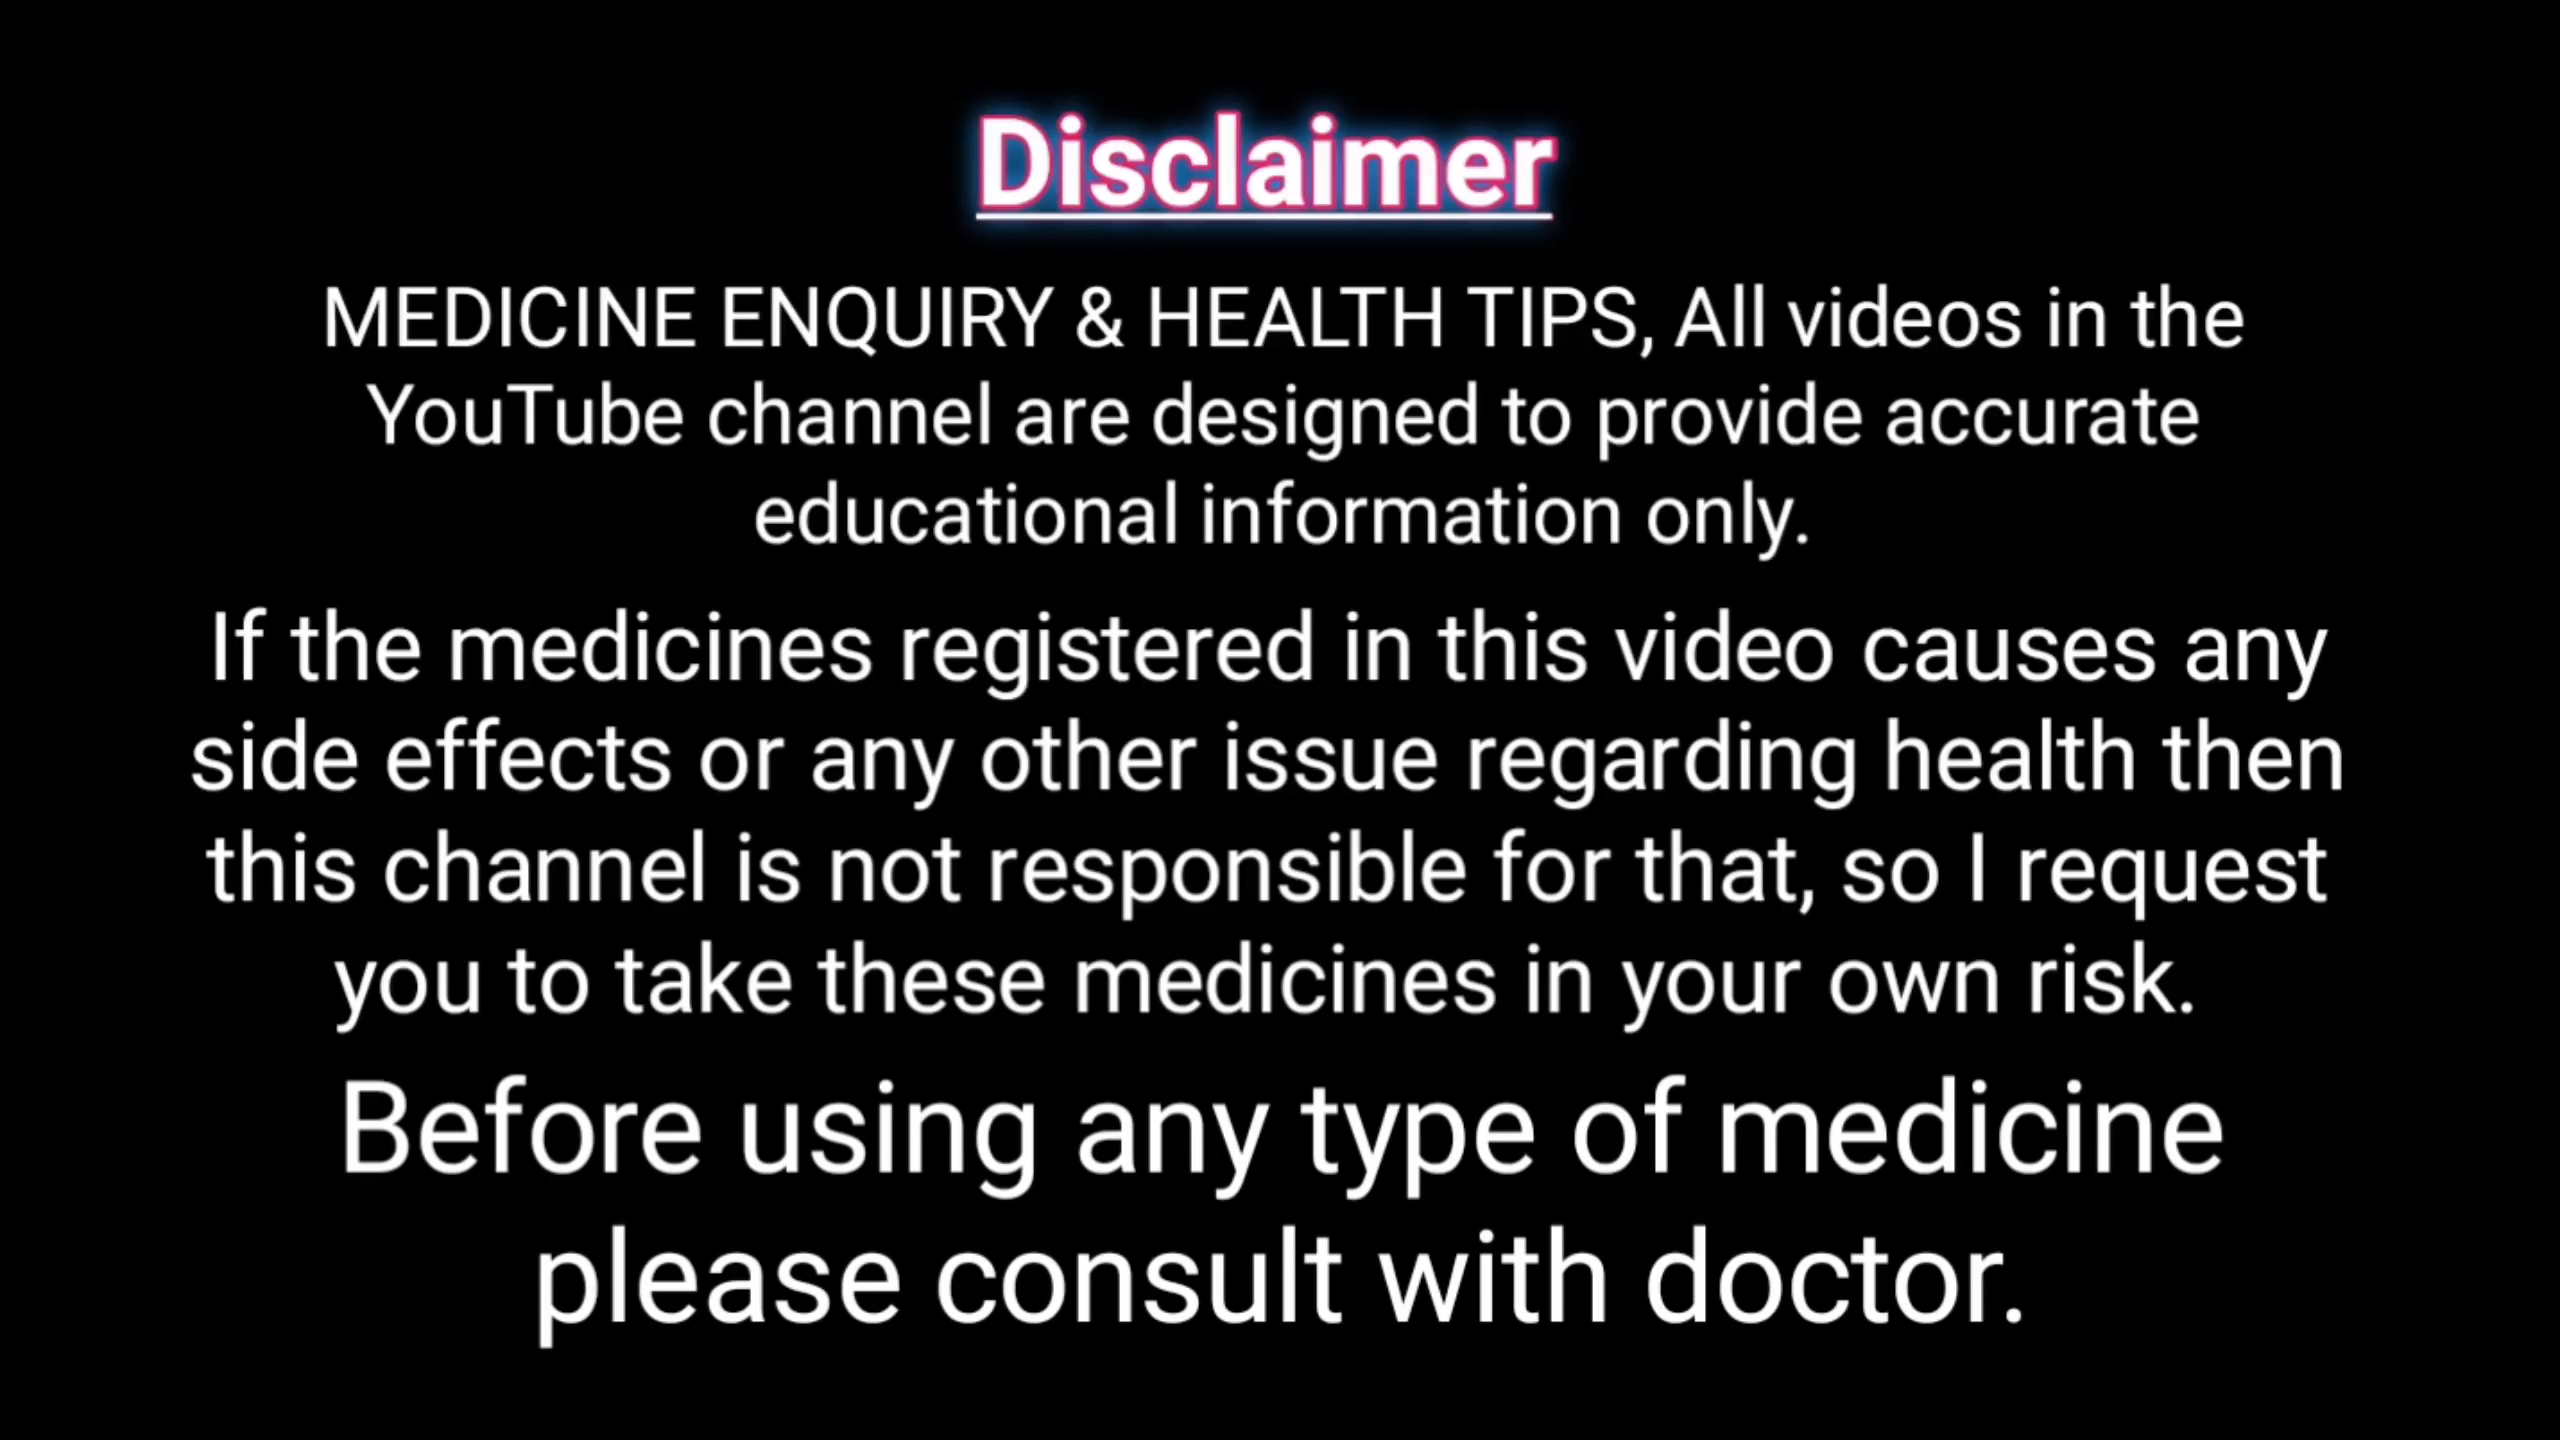 Disclaimer
MEDICINE ENQUIRY & HEALTH TIPS, All videos in the
YouTube channel are designed to provide accurate
educational information only.
If the medicines registered in this video causes any
side effects or any other issue regarding health then
this channel is not responsible for that, so I request
you to take these medicines in your own risk.
Before using any type of medicine
please consult with doctor.